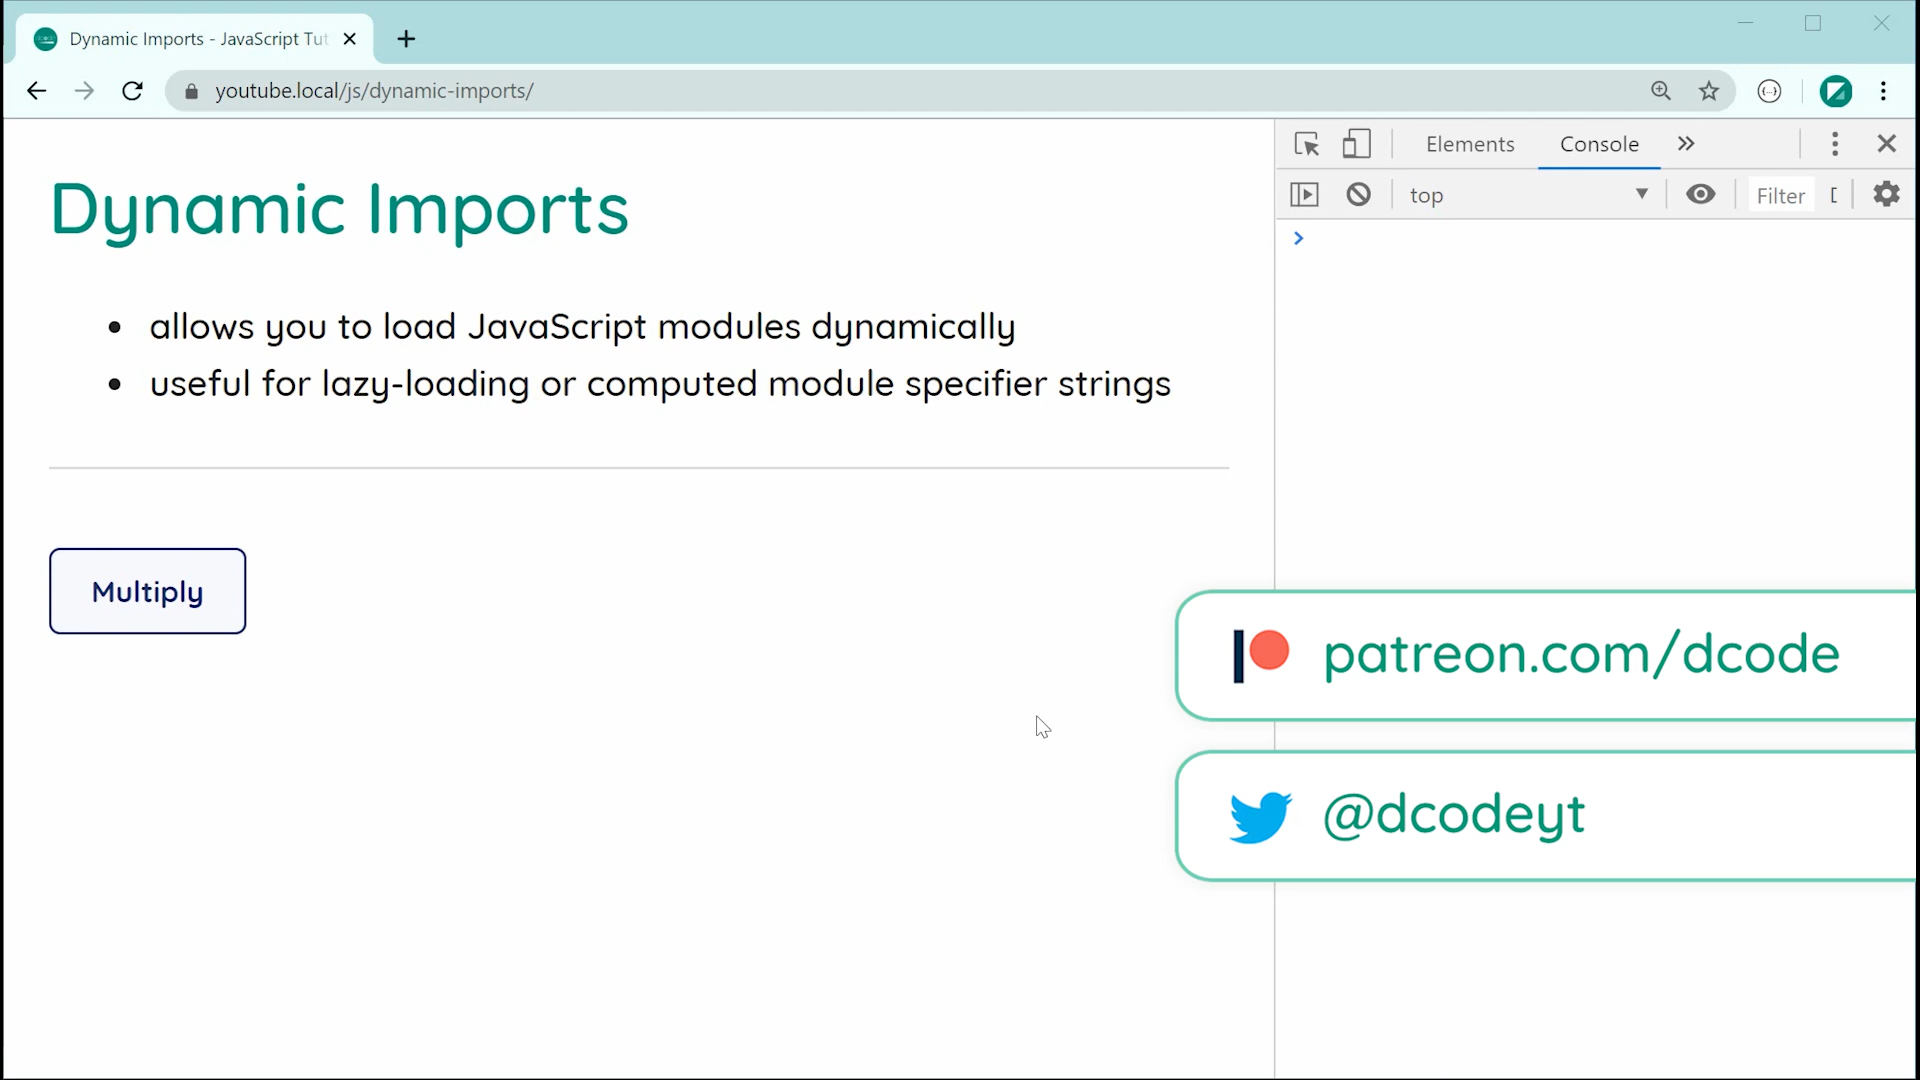 Dynamic Imports - JavaScript Tut
youtube.local/js/dynamic-imports/
Elements Console
top Filter
Dynamic Imports
allows you to load JavaScript modules dynamically
useful for lazy-loading or computed module specifier strings
Multiply
patreon.com/dcode
@dcodeyt